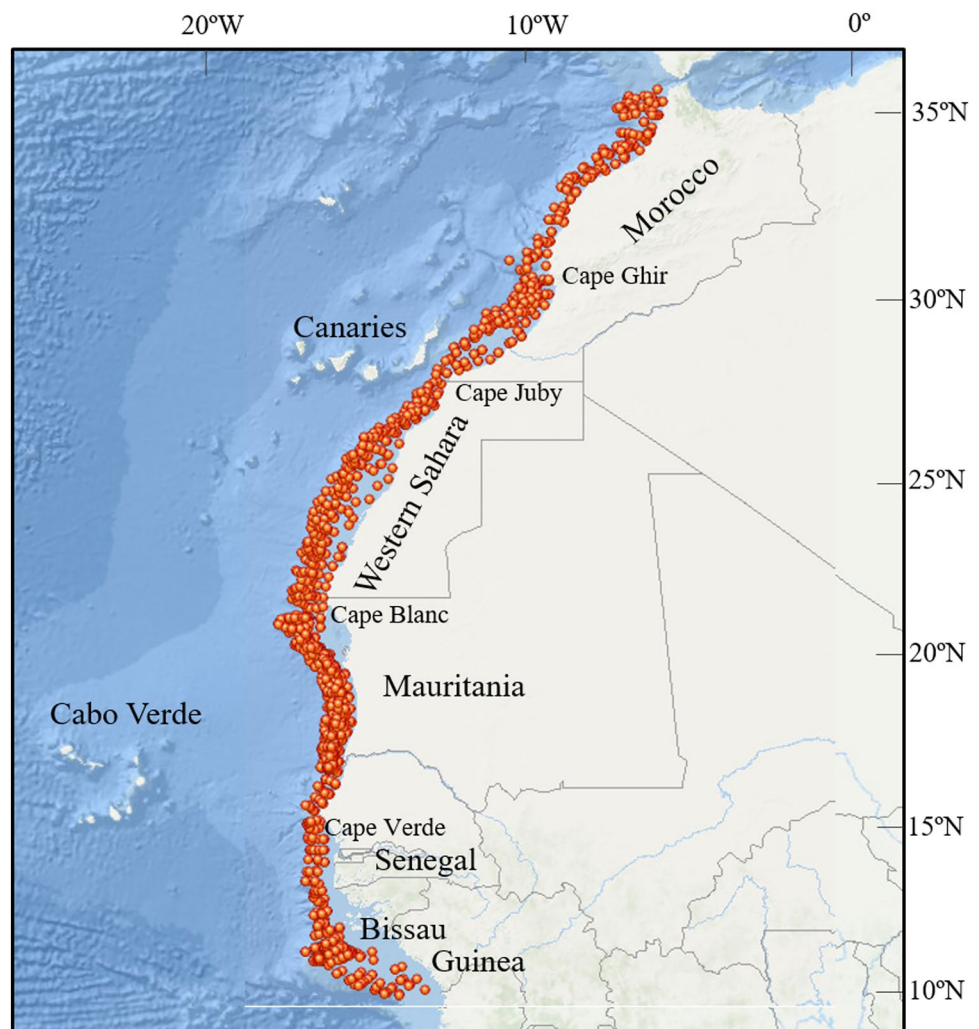 20ºW
10ºW
0º
35ºN
Morocco
Cape Ghir
30ºN
Canaries
Cape Juby
Western Sahara
25ºN
Cape Blanc
20ºN
Mauritania
Cabo Verde
15ºN
Cape Verde
Senegal
Bissau
Guinea
10ºN